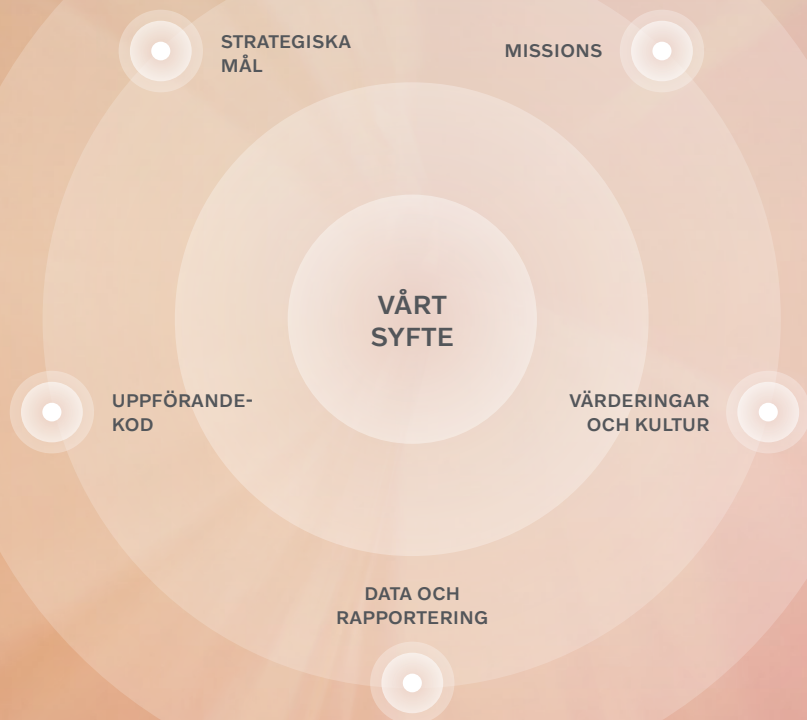 STRATEGISKA
MÅL
MISSIONS
VÅRT
SYFTE
UPPFÖRANDE-
KOD
VÄRDERINGAR
OCH KULTUR
DATA OCH
RAPPORTERING